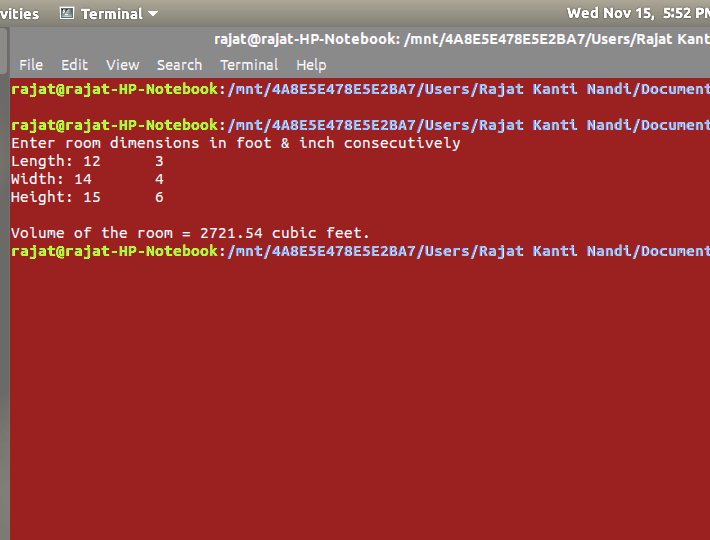 vities Terminal Wed Nov 15, 5:52 PM
rajat@rajat-HP-Notebook: /mnt/4A8E5E478E5E2BA7/Users/Rajat Kanti
File Edit View Search Terminal Help
rajat@rajat-HP-Notebook:/mnt/4A8E5E478E5E2BA7/Users/Rajat Kanti Nandi/Document
rajat@rajat-HP-Notebook:/mnt/4A8E5E478E5E2BA7/Users/Rajat Kanti Nandi/Document
Enter room dimensions in foot & inch consecutively
Length: 12 3
Width: 14 4
Height: 15 6
Volume of the room = 2721.54 cubic feet.
rajat@rajat-HP-Notebook:/mnt/4A8E5E478E5E2BA7/Users/Rajat Kanti Nandi/Document